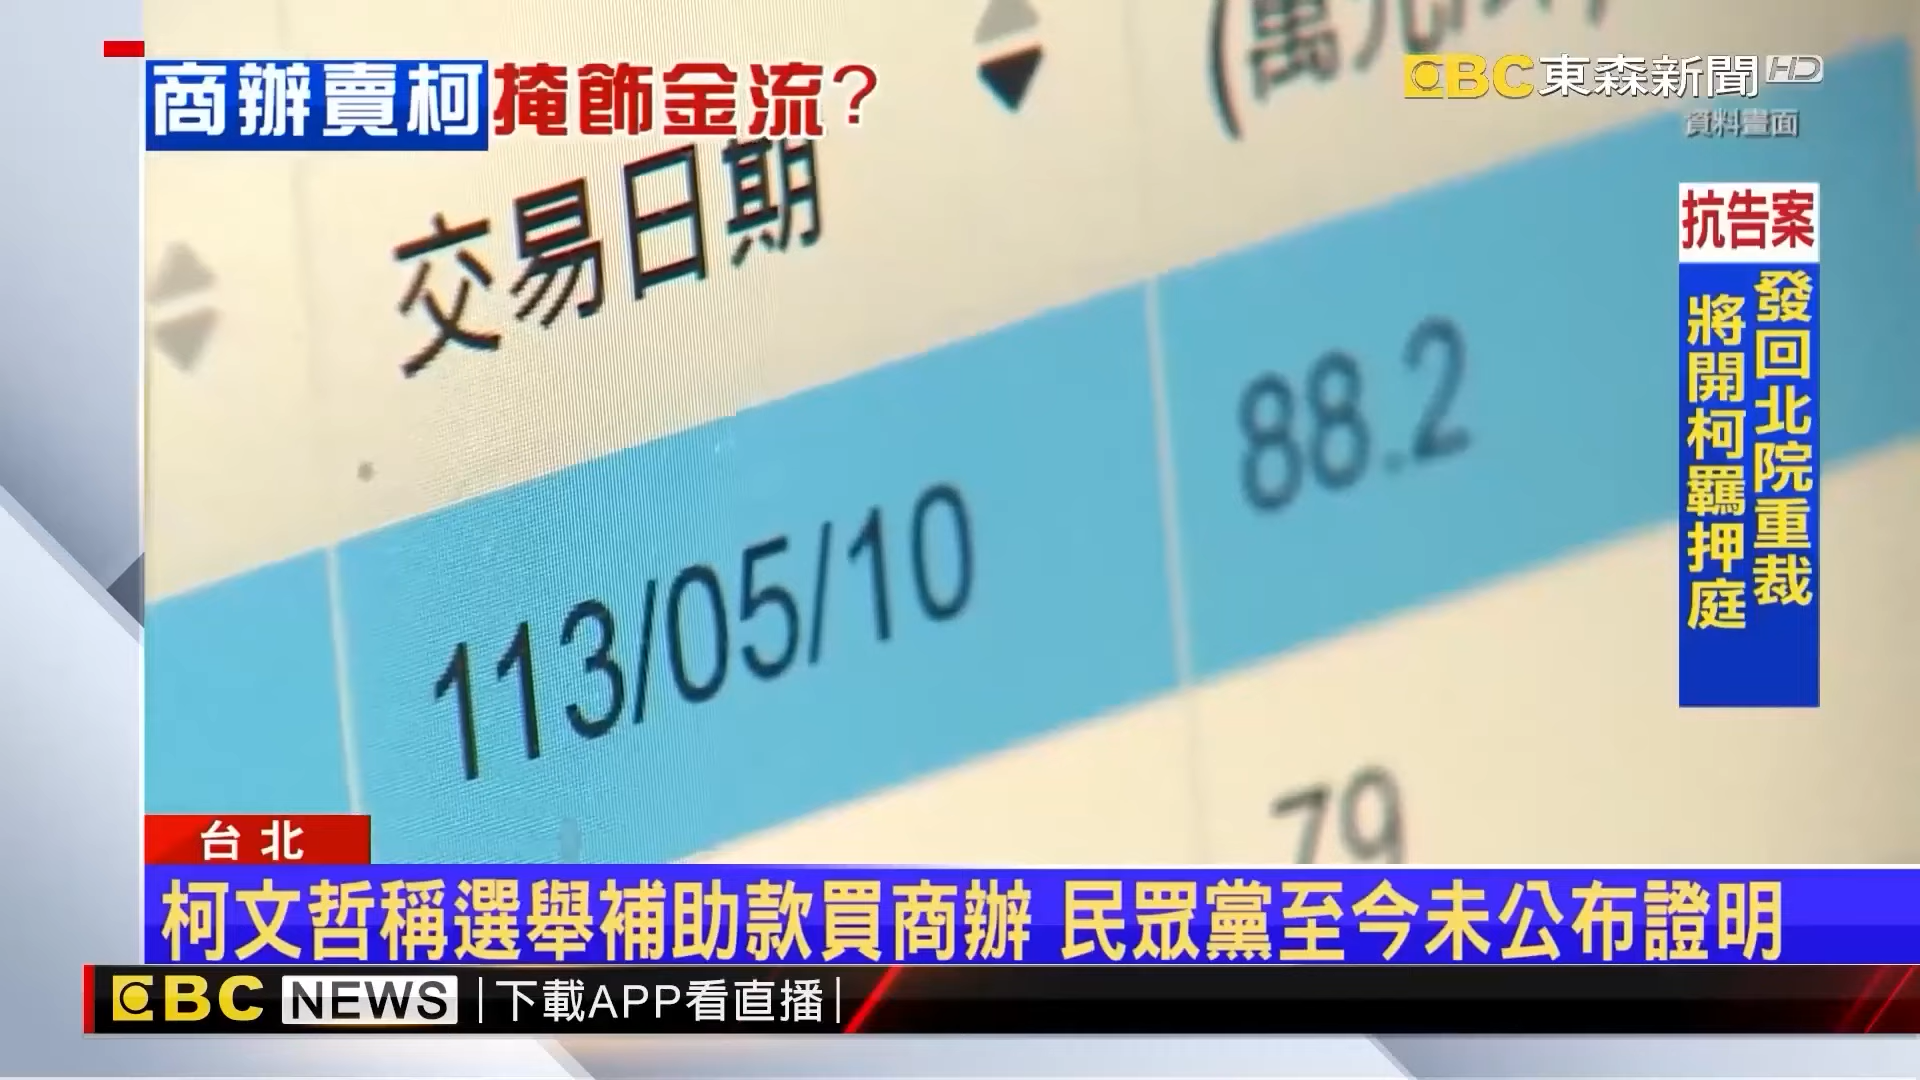 商辦賣柯掩飾金流?
EBC東森新聞HD
資料畫面
抗告案
發回北院重裁
將開柯羈押庭
交易日期
113/05/10
88.2
79
台北
柯文哲稱選舉補助款買商辦 民眾黨至今未公布證明
EBC NEWS |下載APP看直播|